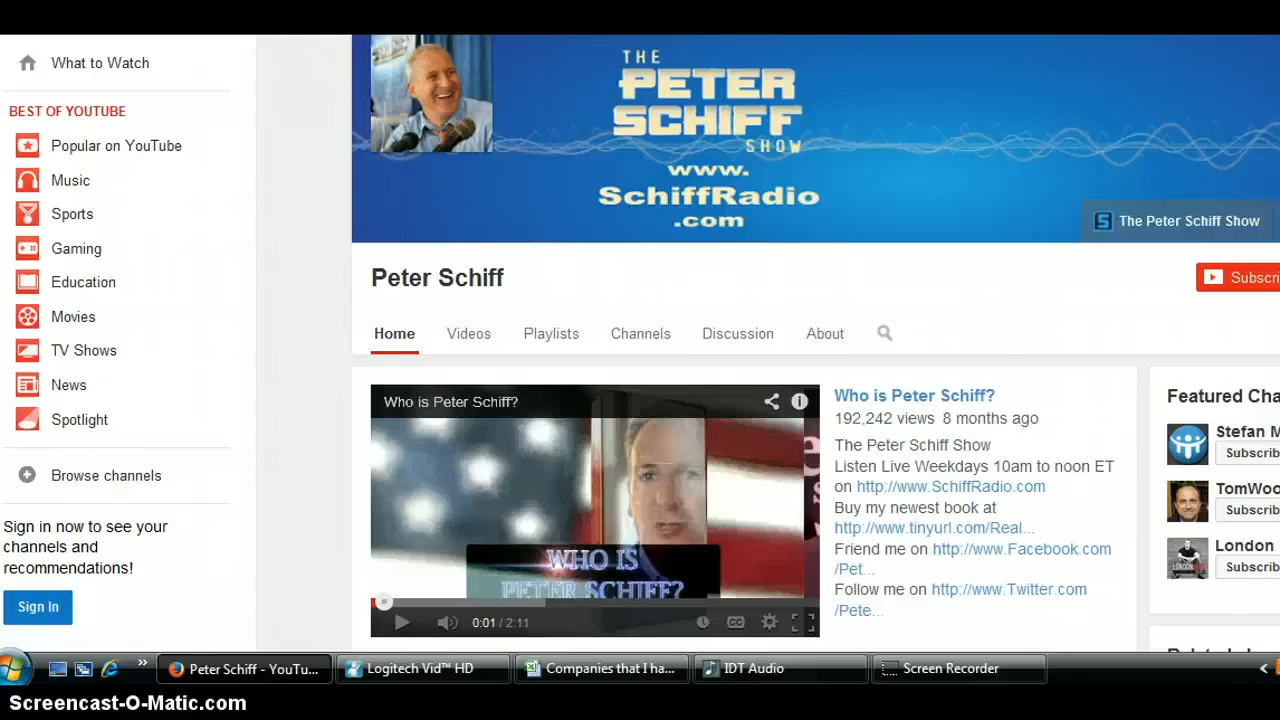 What to Watch
BEST OF YOUTUBE
Popular on YouTube
Music
Sports
Gaming
Education
Movies
TV Shows
News
Spotlight
Browse channels
Sign in now to see your
channels and
recommendations!
Sign In
THE
PETER
SCHIFF
SHOW
www.
SchiffRadio
.com
The Peter Schiff Show
Peter Schiff
Subscri
Home Videos Playlists Channels Discussion About
Who is Peter Schiff?
WHO IS
PETER SCHIFF?
0:01 / 2:11
CC
Who is Peter Schiff?
192,242 views 8 months ago
The Peter Schiff Show
Listen Live Weekdays 10am to noon ET
on http://www.SchiffRadio.com
Buy my newest book at
http://www.tinyurl.com/Real...
Friend me on http://www.Facebook.com
/Pet...
Follow me on http://www.Twitter.com
/Pete...
Featured Cha
Stefan M
Subscrib
TomWoo
Subscrib
London
Subscrib
Peter Schiff - YouTu...
Logitech Vid™ HD
Companies that I ha...
IDT Audio
Screen Recorder
Screencast-O-Matic.com